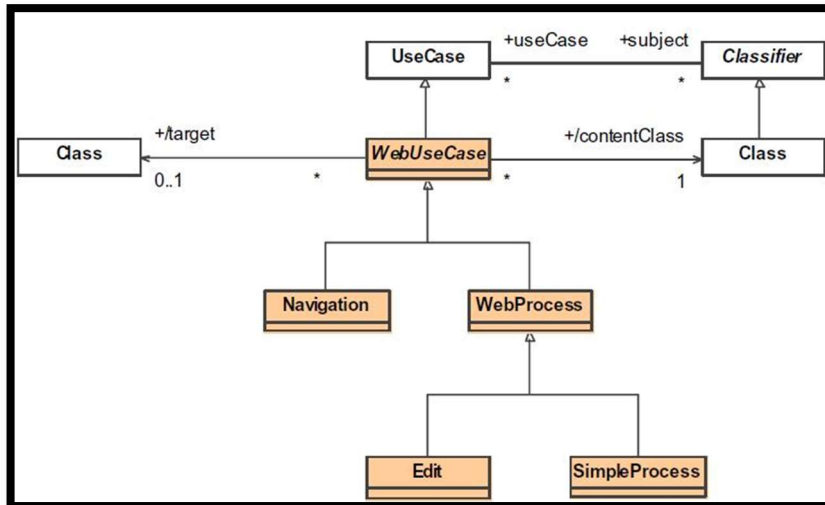 UseCase
+useCase
+subject
Classifier
*
*
Class
+/target
0..1
*
WebUseCase
+/contentClass
*
1
Class
Navigation
WebProcess
Edit
SimpleProcess